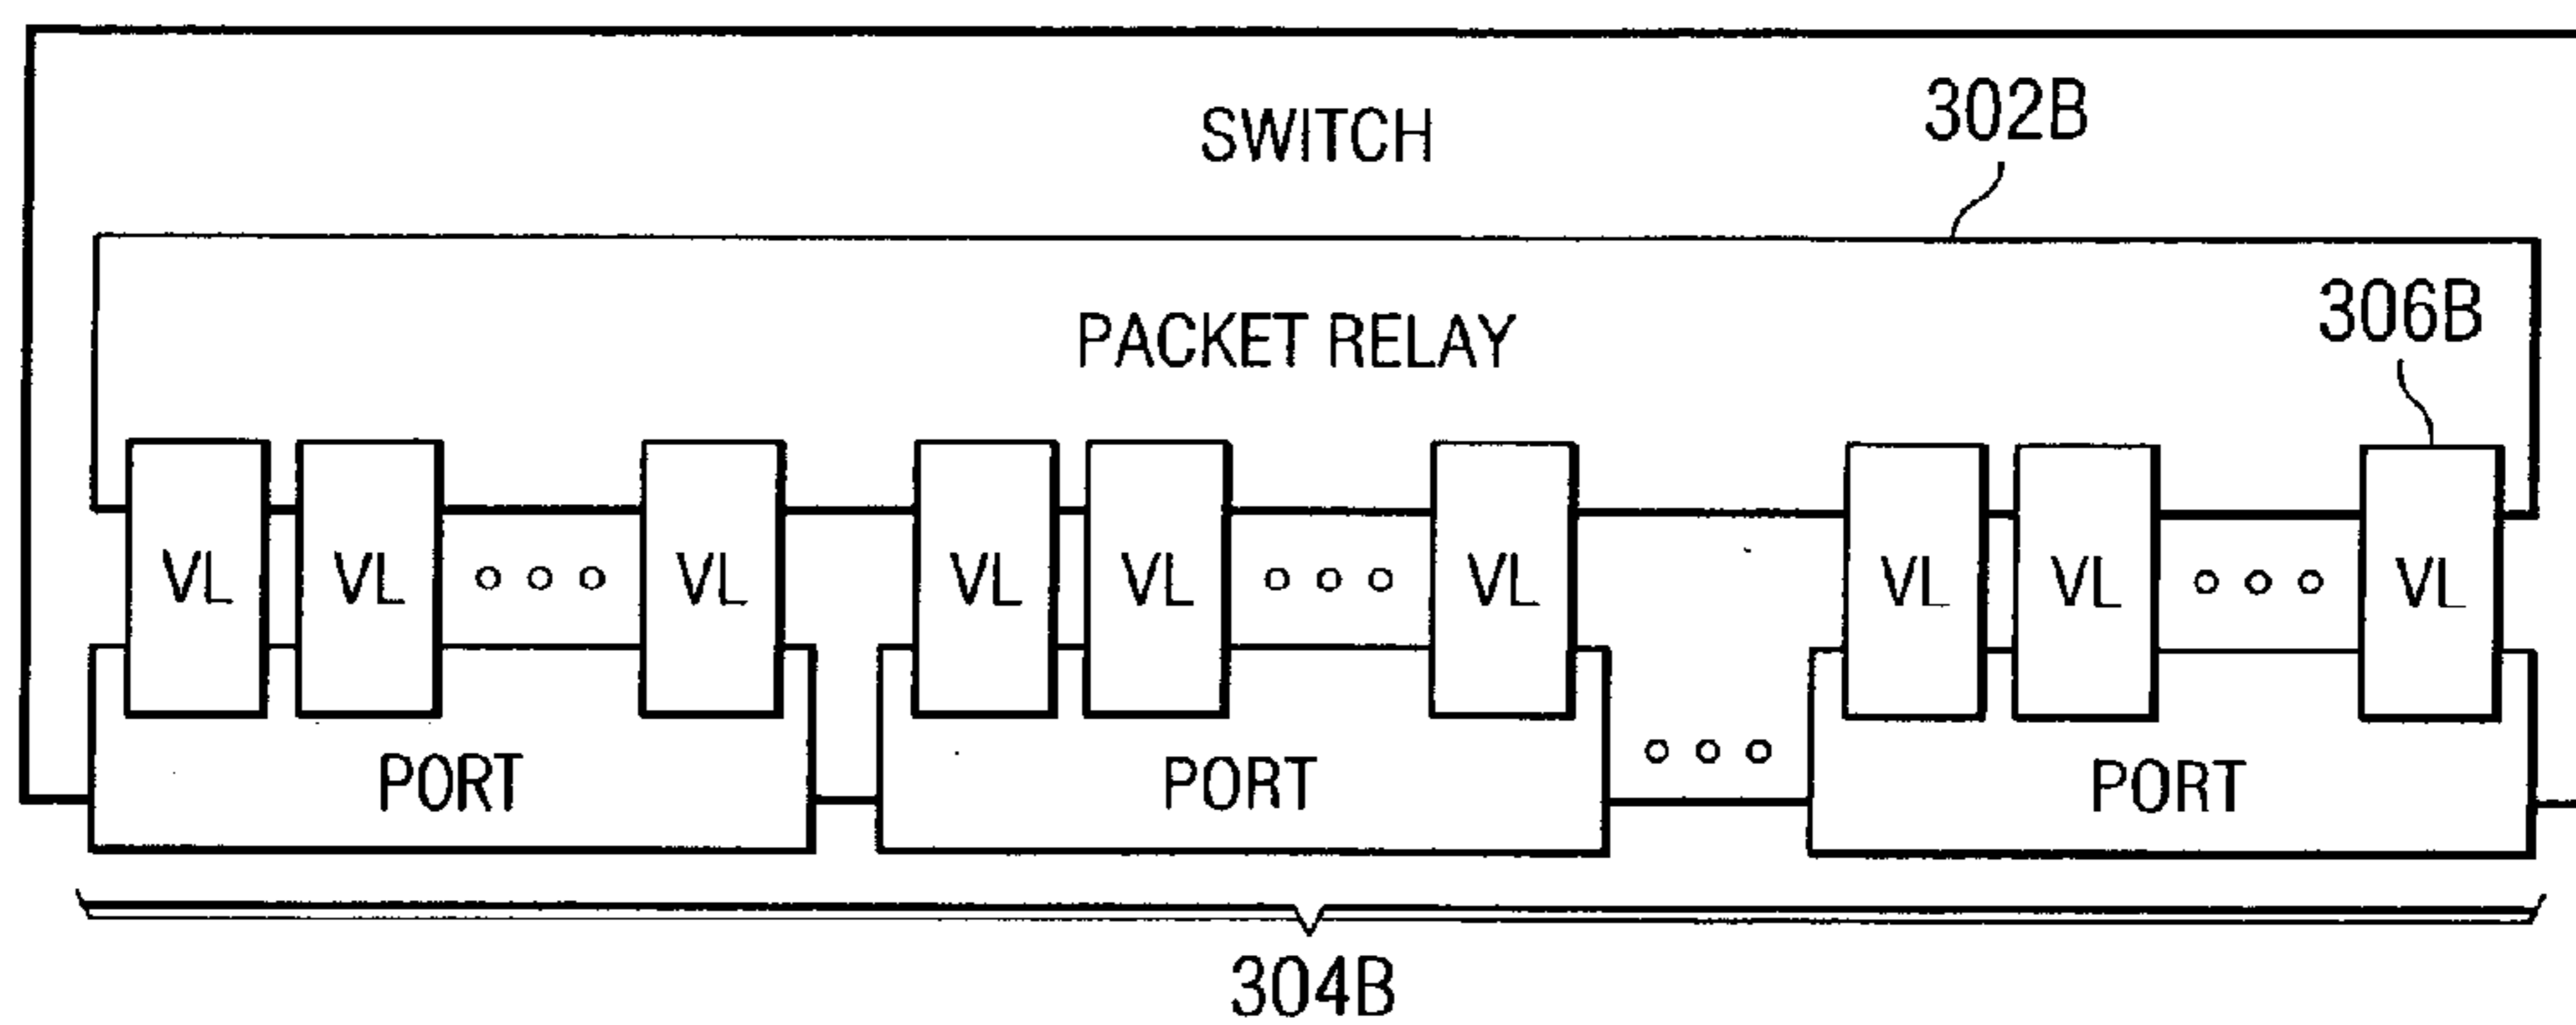 SWITCH
302B
PACKET RELAY
306B
VL VL VL VL VL VL VL VL VL
PORT PORT PORT
304B